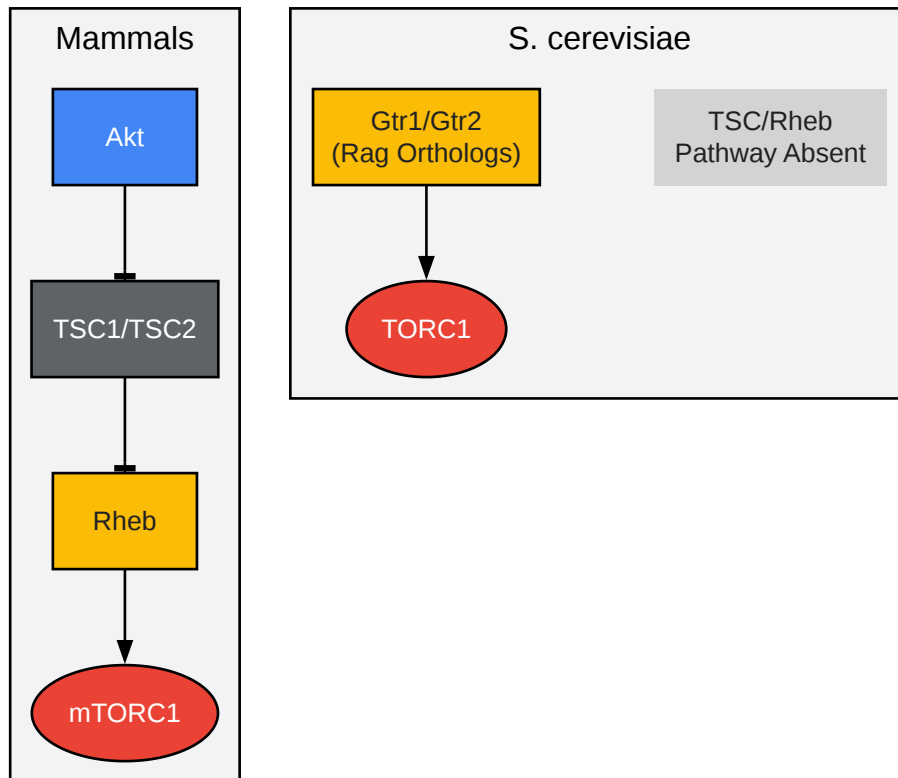 Mammals
Akt
TSC1/TSC2
Rheb
mTORC1
S. cerevisiae
Gtr1/Gtr2
(Rag Orthologs)
TORC1
TSC/Rheb
Pathway Absent